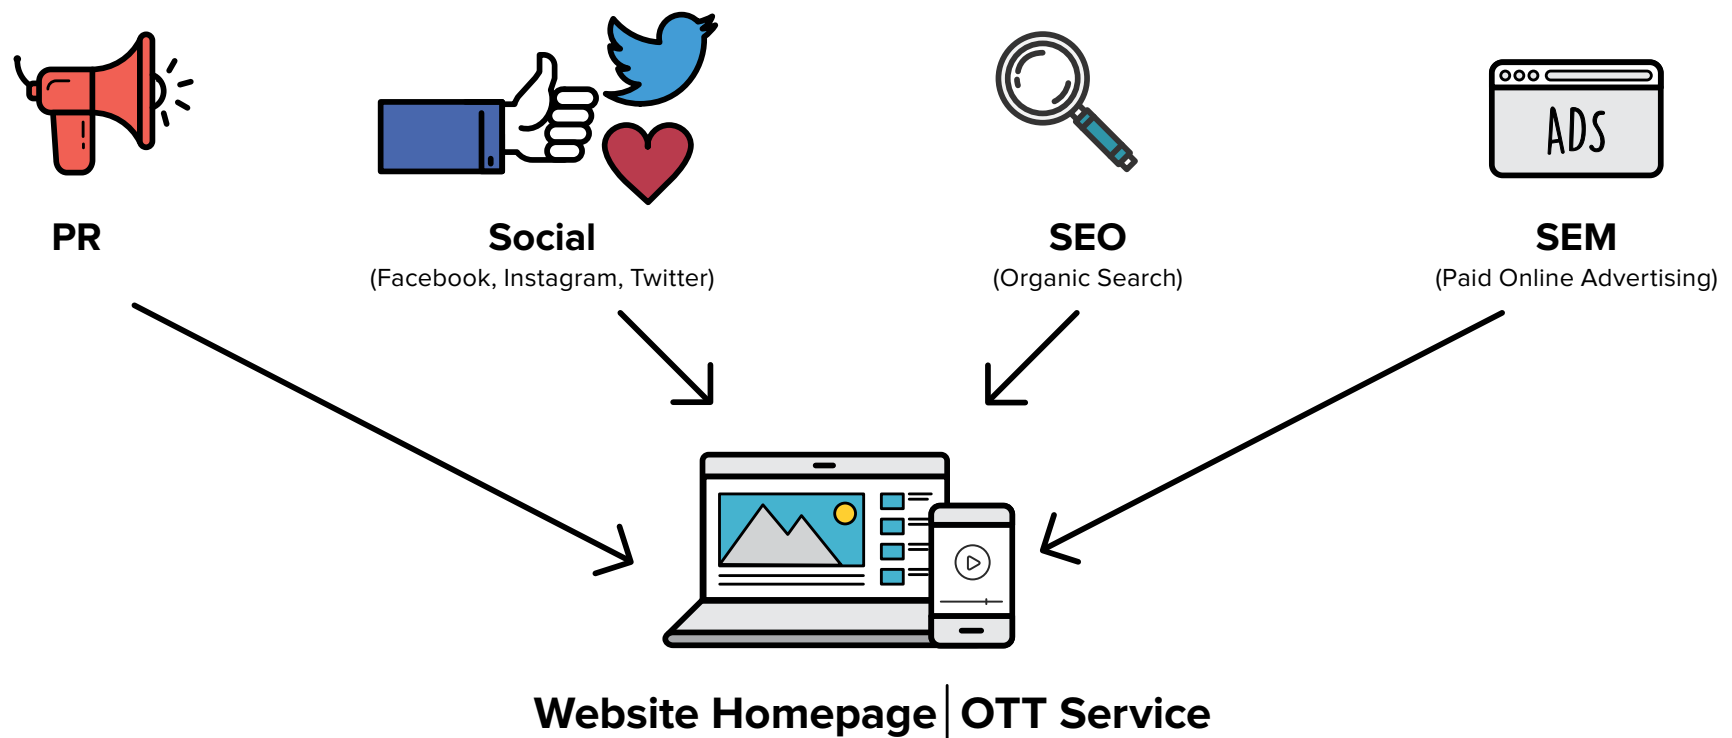 ADS
PR
Social
(Facebook, Instagram, Twitter)
SEO
(Organic Search)
SEM
(Paid Online Advertising)
Website Homepage | OTT Service